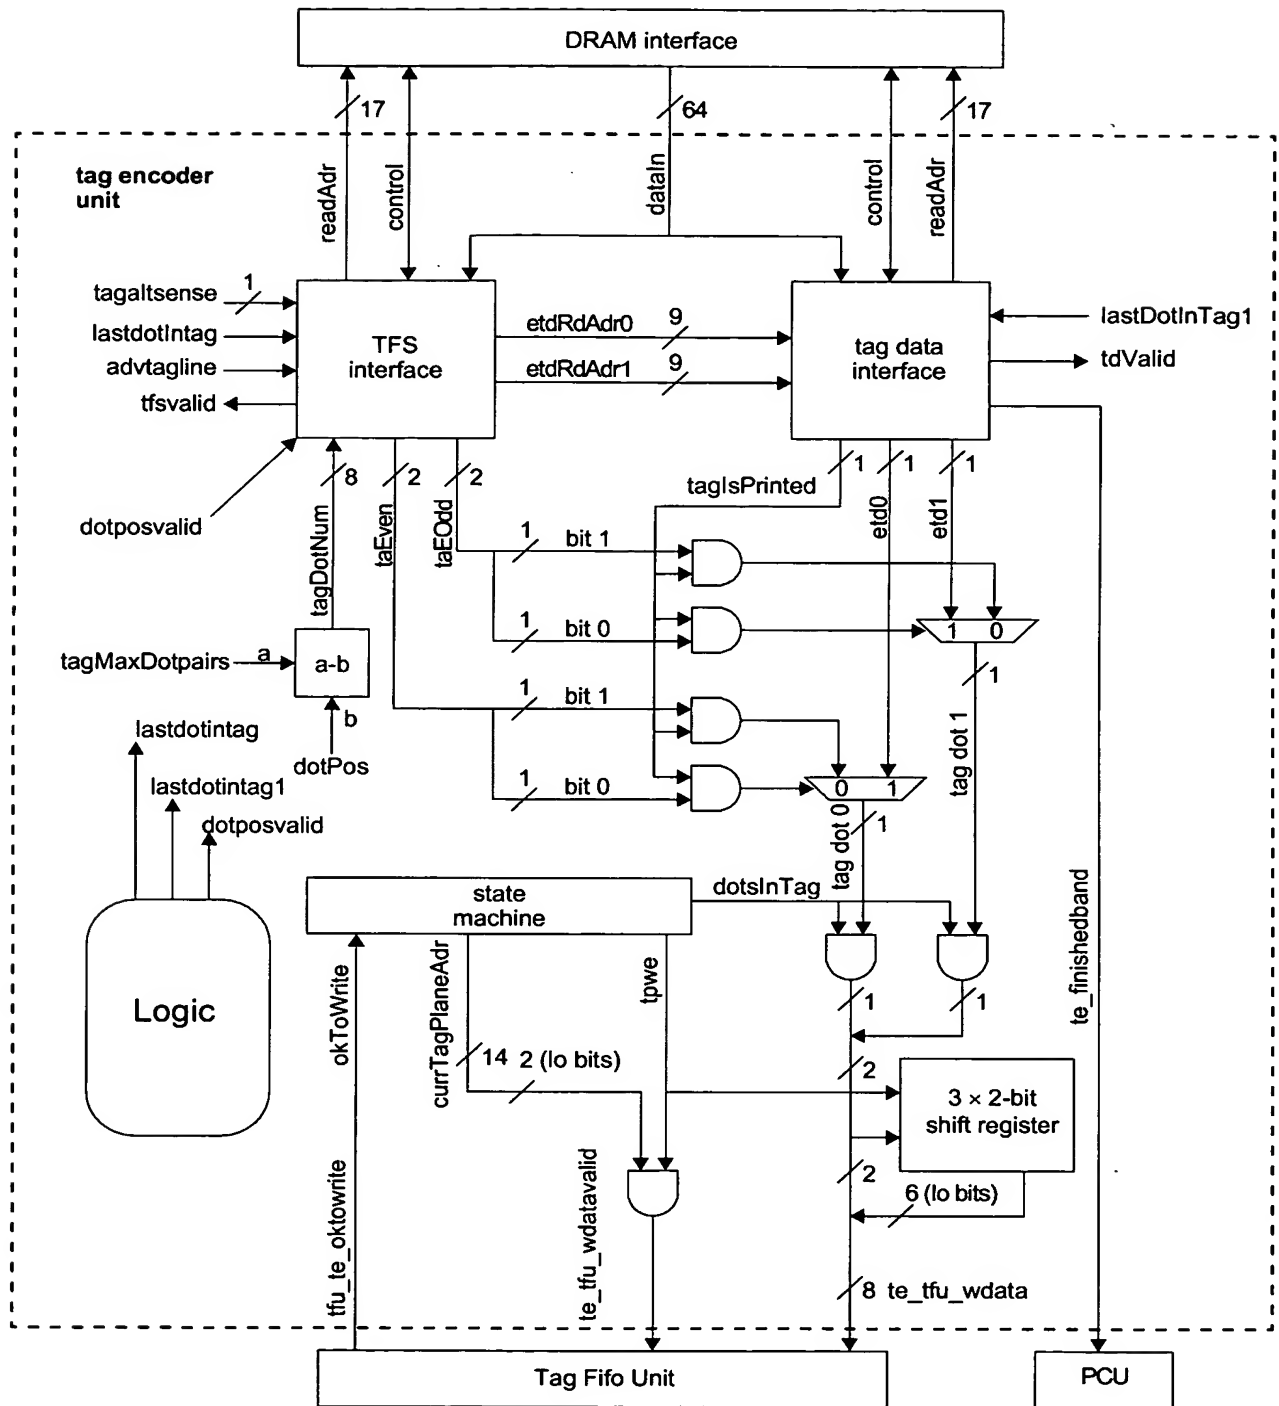 DRAM interface
17
64
17
tag encoder
unit
readAdr
control
dataIn
control
readAdr
tagaltsense
1
lastdotIntag
advtagline
tfsvalid
TFS
interface
etdRdAdr0
9
etdRdAdr1
9
tag data
interface
lastDotInTag1
tdValid
dotposvalid
8
2
2
1
1
1
tagIsPrinted
tagDotNum
taEven
taEOdd
etd0
etd1
1
bit 1
1
bit 0
1 0
1
tagMaxDotpairs
a
a-b
b
dotPos
1
bit 1
1
bit 0
0 1
1
tag dot 0
tag dot 1
lastdotintag
lastdotintag1
dotposvalid
Logic
state
machine
dotsInTag
okToWrite
currTagPlaneAdr
tpwe
1
1
te_finishedband
14
2 (lo bits)
2
3 × 2-bit
shift register
2
6 (lo bits)
tfu_te_oktowrite
te_tfu_wdatavalid
8
te_tfu_wdata
Tag Fifo Unit
PCU